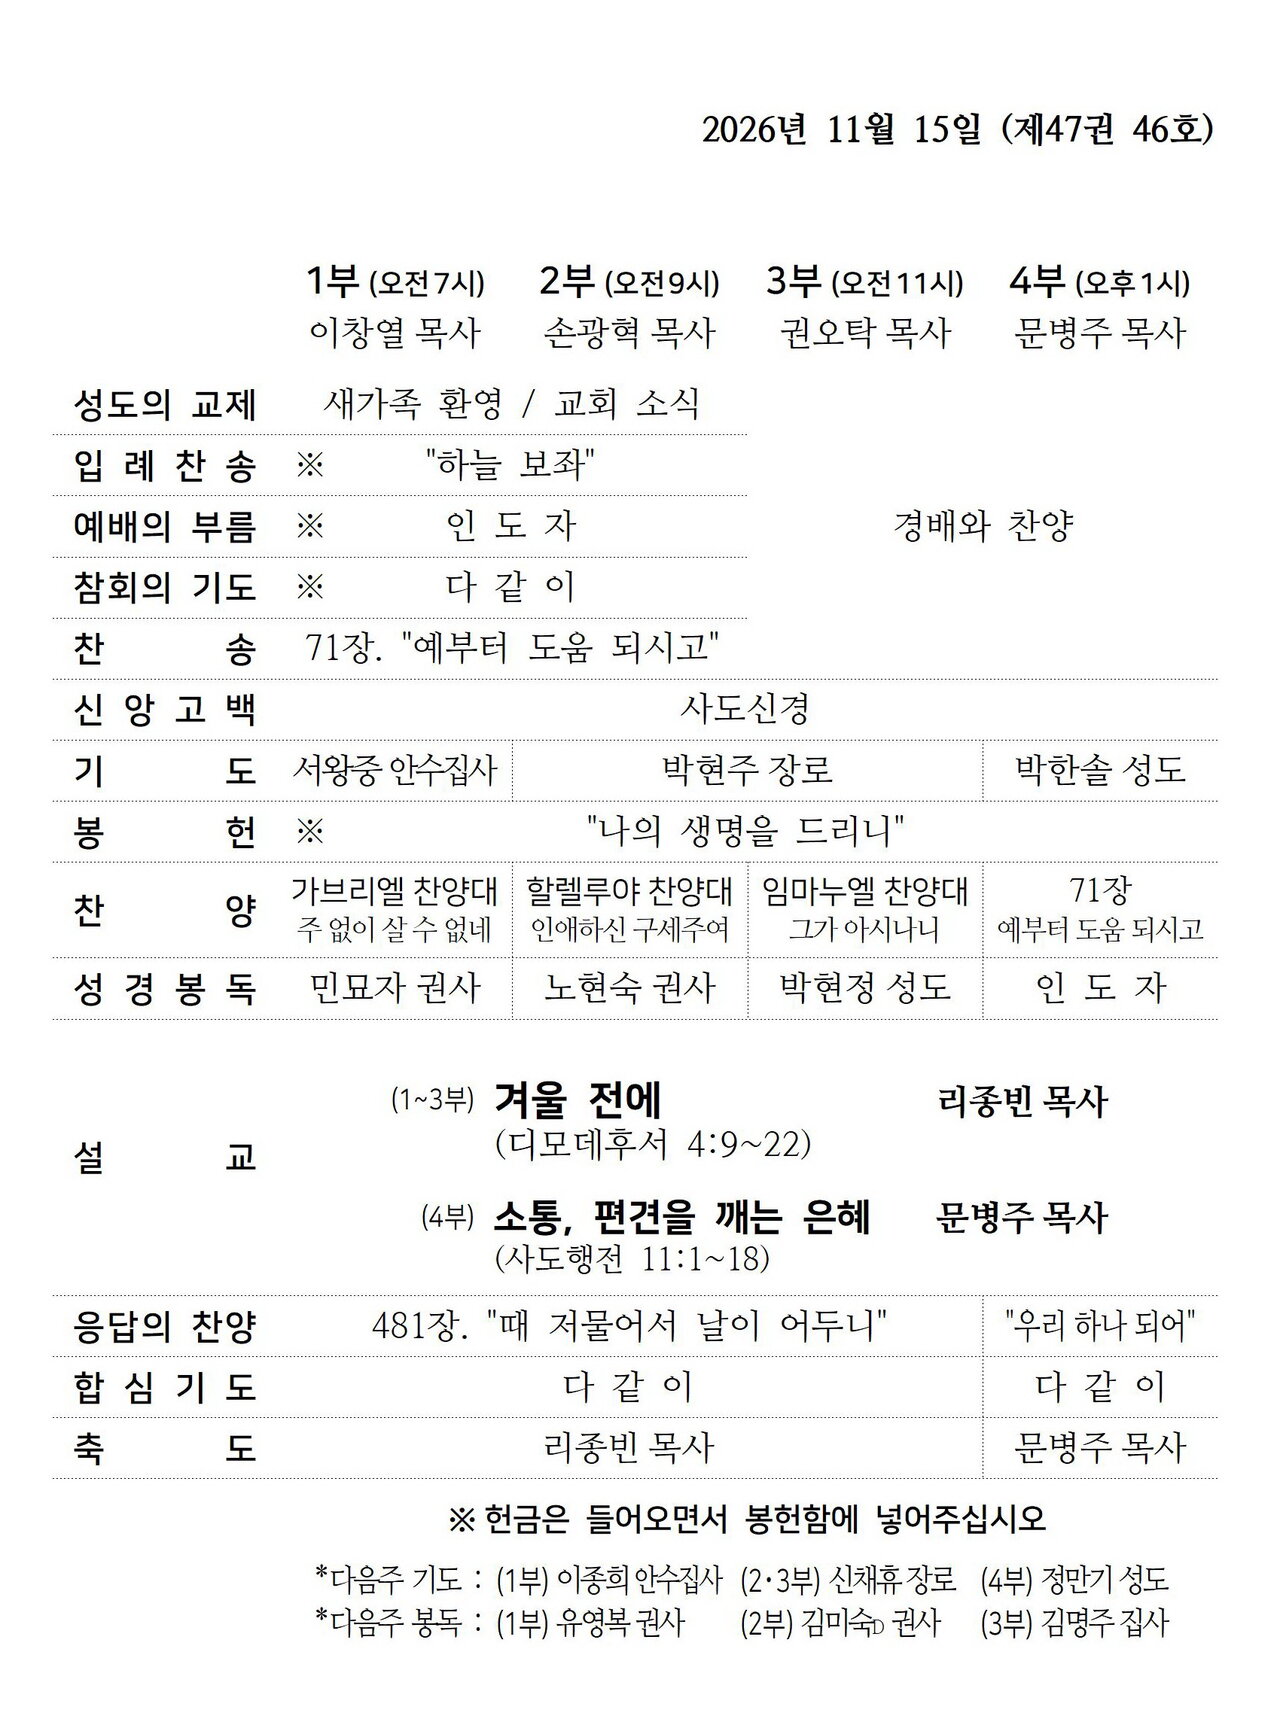 2026년 11월 15일 (제47권 46호)
1부 (오전 7시) 2부 (오전 9시) 3부 (오전 11시) 4부 (오후 1시)
이창열 목사 손광혁 목사 권오탁 목사 문병주 목사
성도의 교제 새가족 환영 / 교회 소식
입례찬송 ※ "하늘 보좌"
예배의 부름 ※ 인도자 경배와 찬양
참회의 기도 ※ 다같이
찬송 71장. "예부터 도움 되시고"
신앙고백 사도신경
기도 서왕중 안수집사 박현주 장로 박한솔 성도
봉헌 ※ "나의 생명을 드리니"
찬양 가브리엘 찬양대 할렐루야 찬양대 임마누엘 찬양대 71장
주 없이 살 수 없네 인애하신 구세주여 그가 아시나니 예부터 도움 되시고
성경봉독 민묘자 권사 노현숙 권사 박현정 성도 인도자
설교 (1~3부) 겨울 전에 리종빈 목사
(디모데후서 4:9~22)
(4부) 소통, 편견을 깨는 은혜 문병주 목사
(사도행전 11:1~18)
응답의 찬양 481장. "때 저물어서 날이 어두니" "우리 하나 되어"
합심기도 다같이 다같이
축도 리종빈 목사 문병주 목사
※ 헌금은 들어오면서 봉헌함에 넣어주십시오
*다음주 기도 : (1부) 이종희 안수집사 (2·3부) 신채휴 장로 (4부) 정만기 성도
*다음주 봉독 : (1부) 유영복 권사 (2부) 김미숙D 권사 (3부) 김명주 집사